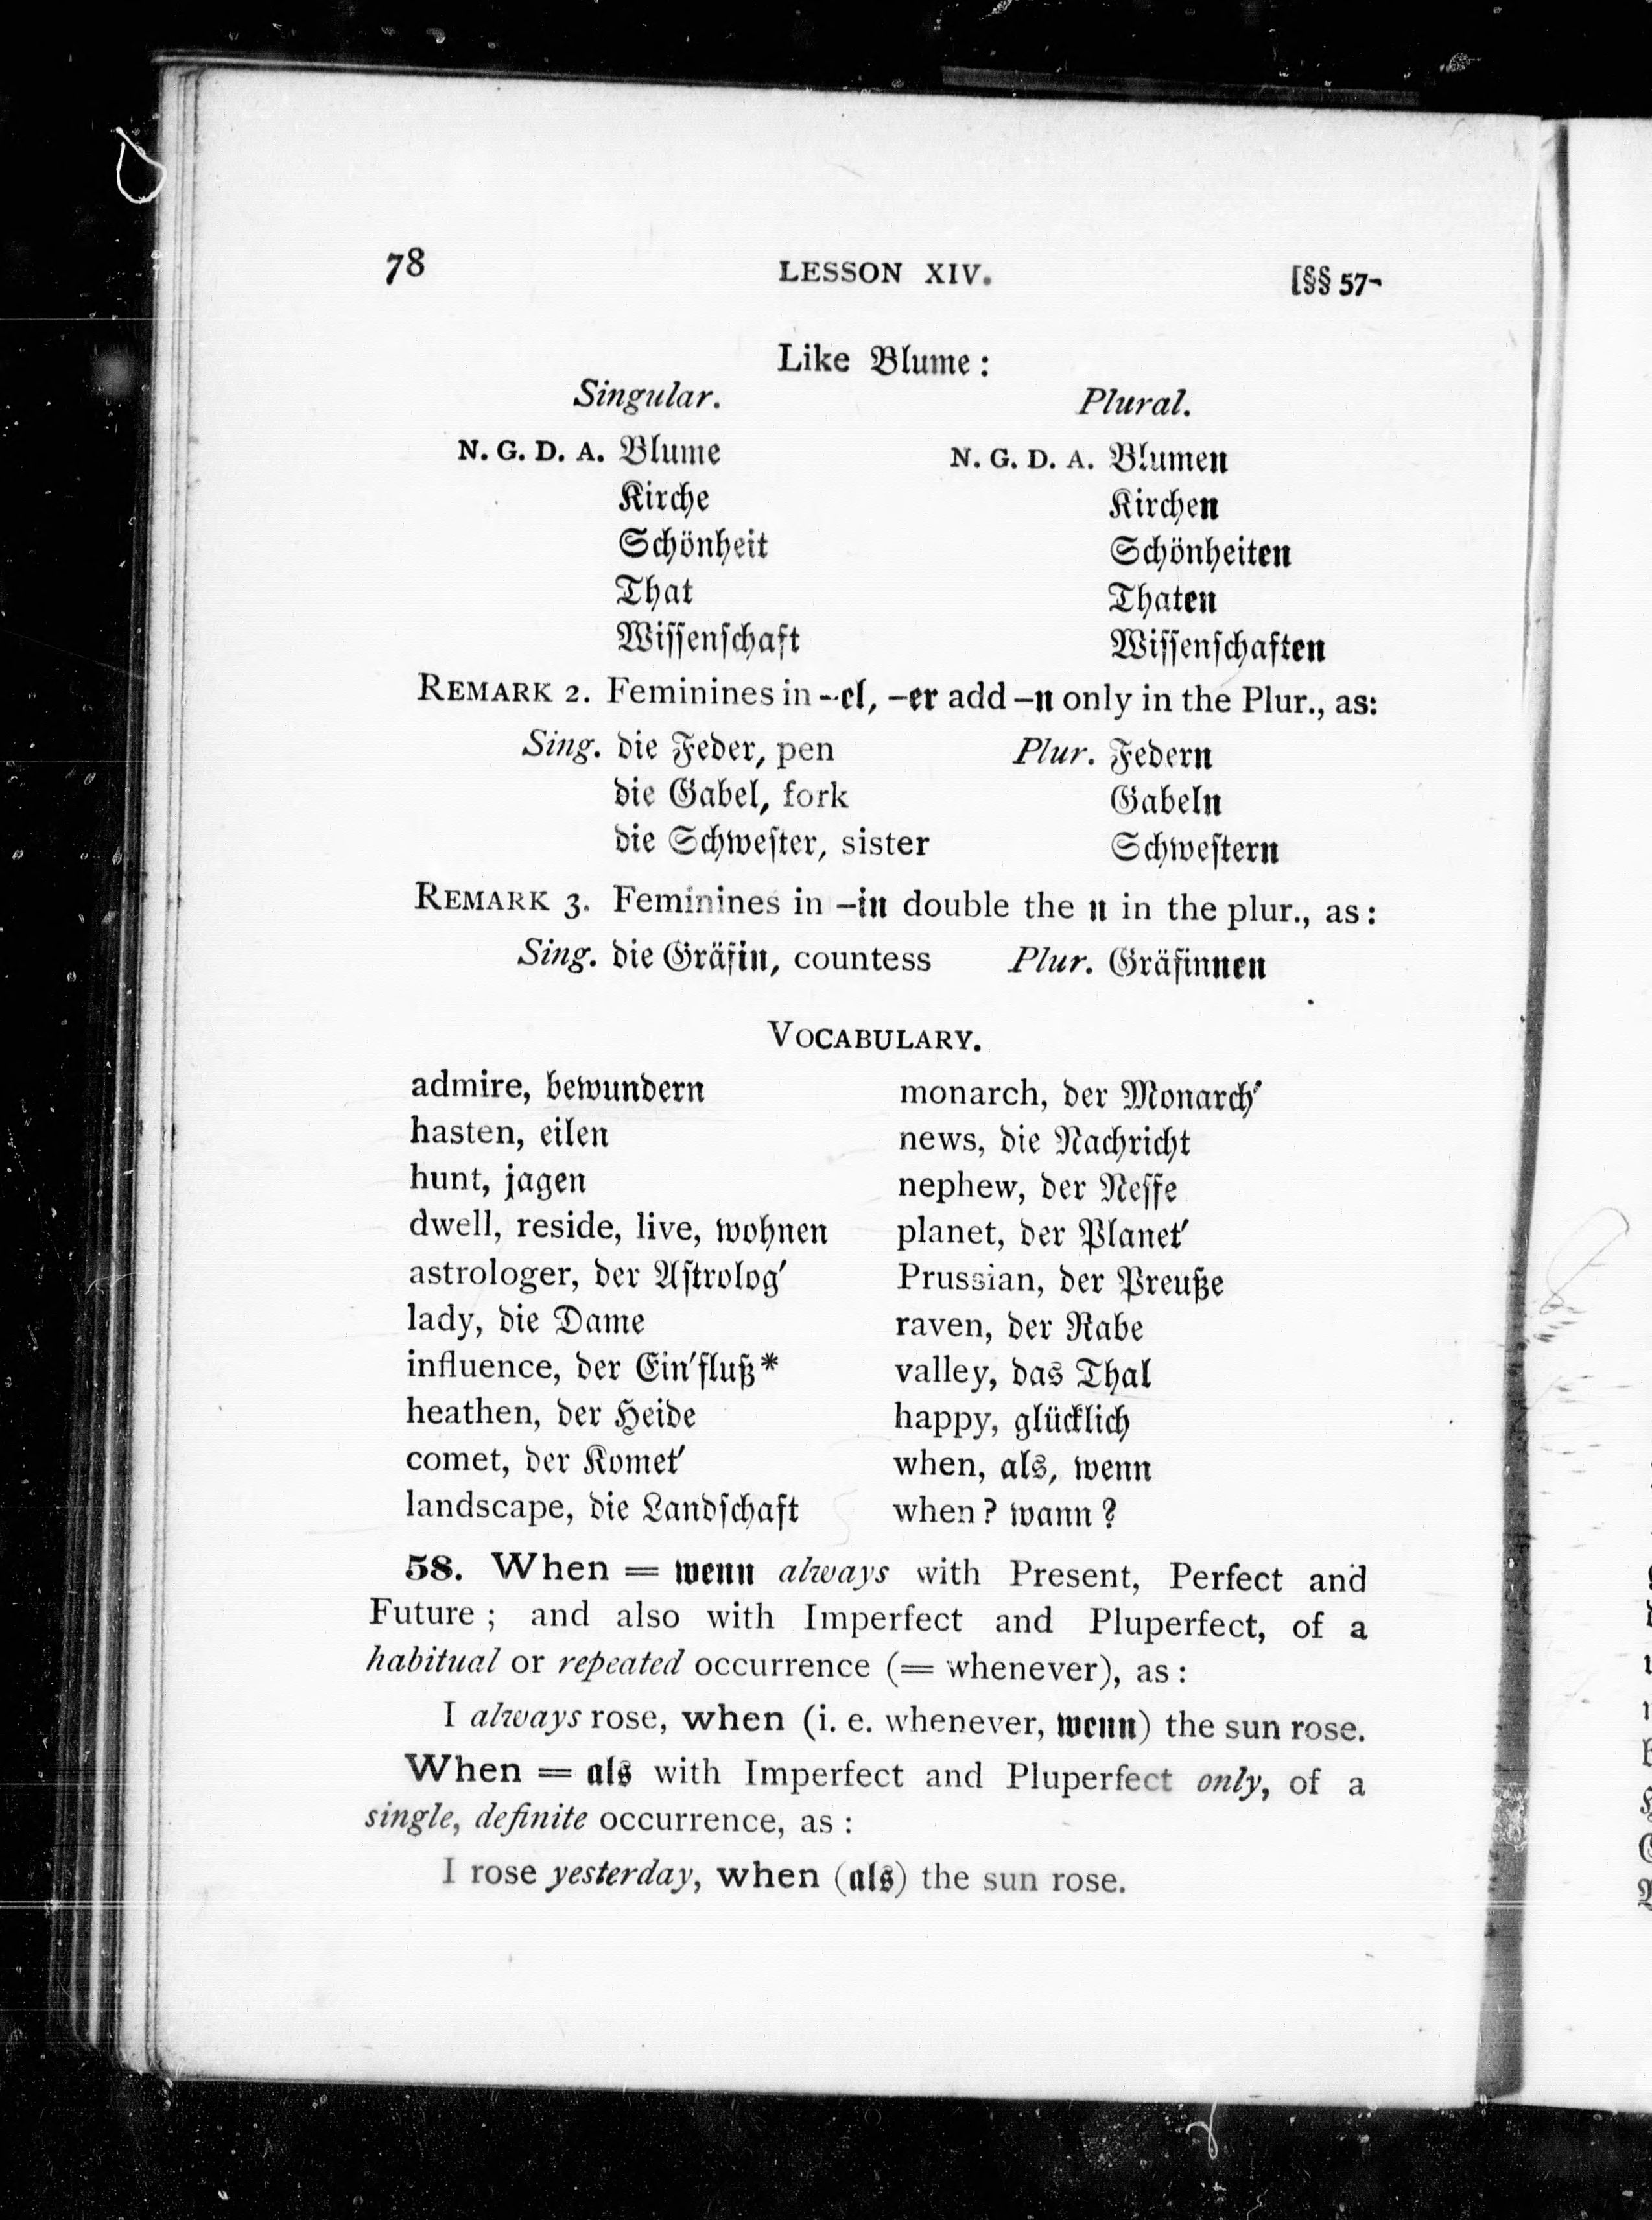 78 LESSON XIV. [§§ 57-
Like Blume:
Singular. Plural.
N. G. D. A. Blume N. G. D. A. Blumen
Kirche Kirchen
Schönheit Schönheiten
That Thaten
Wissenschaft Wissenschaften
REMARK 2. Feminines in -el, -er add -n only in the Plur., as:
Sing. die Feder, pen Plur. Federn
die Gabel, fork Gabeln
die Schwester, sister Schwestern
REMARK 3. Feminines in -in double the n in the plur., as:
Sing. die Gräfin, countess Plur. Gräfinnen
VOCABULARY.
admire, bewundern
hasten, eilen
hunt, jagen
dwell, reside, live, wohnen
astrologer, der Astrolog′
lady, die Dame
influence, der Ein′fluß*
heathen, der Heide
comet, der Komet′
landscape, die Landschaft
monarch, der Monarch′
news, die Nachricht
nephew, der Neffe
planet, der Planet′
Prussian, der Preuße
raven, der Rabe
valley, das Thal
happy, glücklich
when, als, wenn
when? wann?
58. When = wenn always with Present, Perfect and
Future; and also with Imperfect and Pluperfect, of a
habitual or repeated occurrence (= whenever), as:
I always rose, when (i. e. whenever, wenn) the sun rose.
When = als with Imperfect and Pluperfect only, of a
single, definite occurrence, as:
I rose yesterday, when (als) the sun rose.